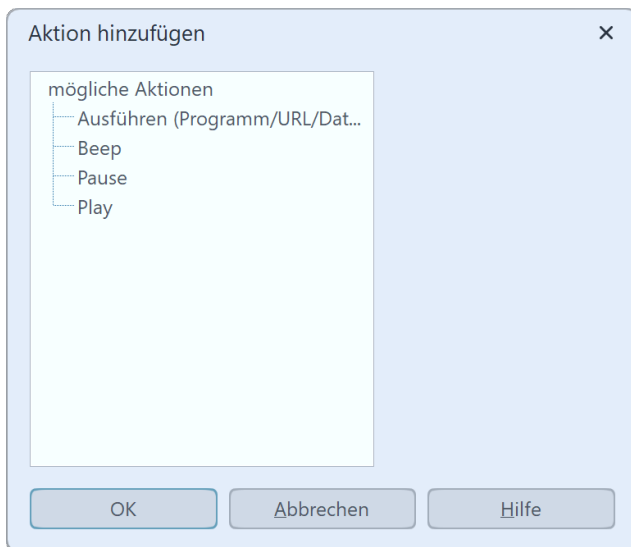 Aktion hinzufügen
mögliche Aktionen
Ausführen (Programm/URL/Dat...
Beep
Pause
Play
OK
Abbrechen
Hilfe